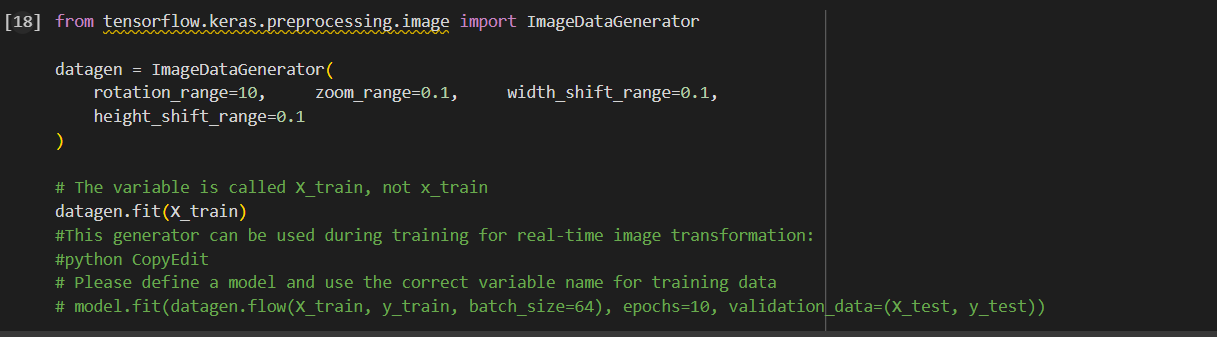 [18] from tensorflow.keras.preprocessing.image import ImageDataGenerator
datagen = ImageDataGenerator(
rotation_range=10,     zoom_range=0.1,     width_shift_range=0.1,
height_shift_range=0.1
)
# The variable is called X_train, not x_train
datagen.fit(X_train)
#This generator can be used during training for real-time image transformation:
#python CopyEdit
# Please define a model and use the correct variable name for training data
# model.fit(datagen.flow(X_train, y_train, batch_size=64), epochs=10, validation_data=(X_test, y_test))